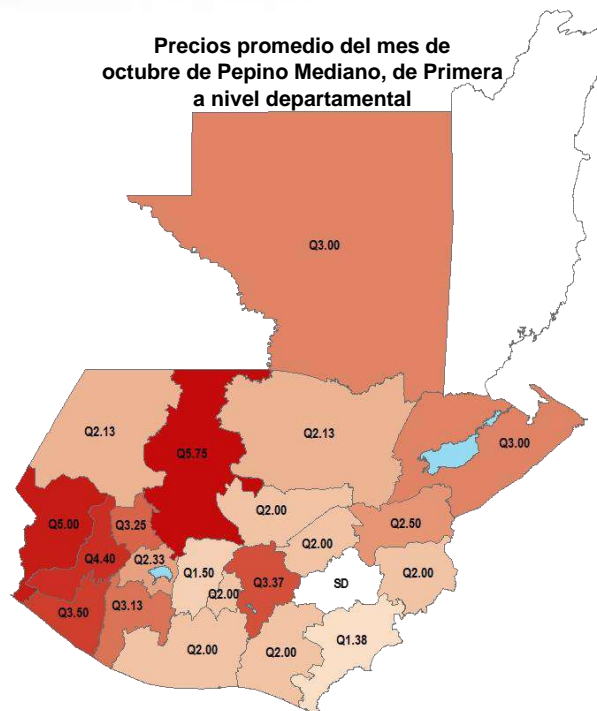 Precios promedio del mes de
octubre de Pepino Mediano, de Primera
a nivel departamental
Q3.00
Q2.13
Q5.75
Q2.13
Q3.00
Q5.00
Q3.25
Q2.00
Q2.50
Q4.40
Q2.33
Q2.00
Q1.50
Q3.37
SD
Q2.00
Q3.50
Q3.13
Q2.00
Q2.00
Q2.00
Q1.38